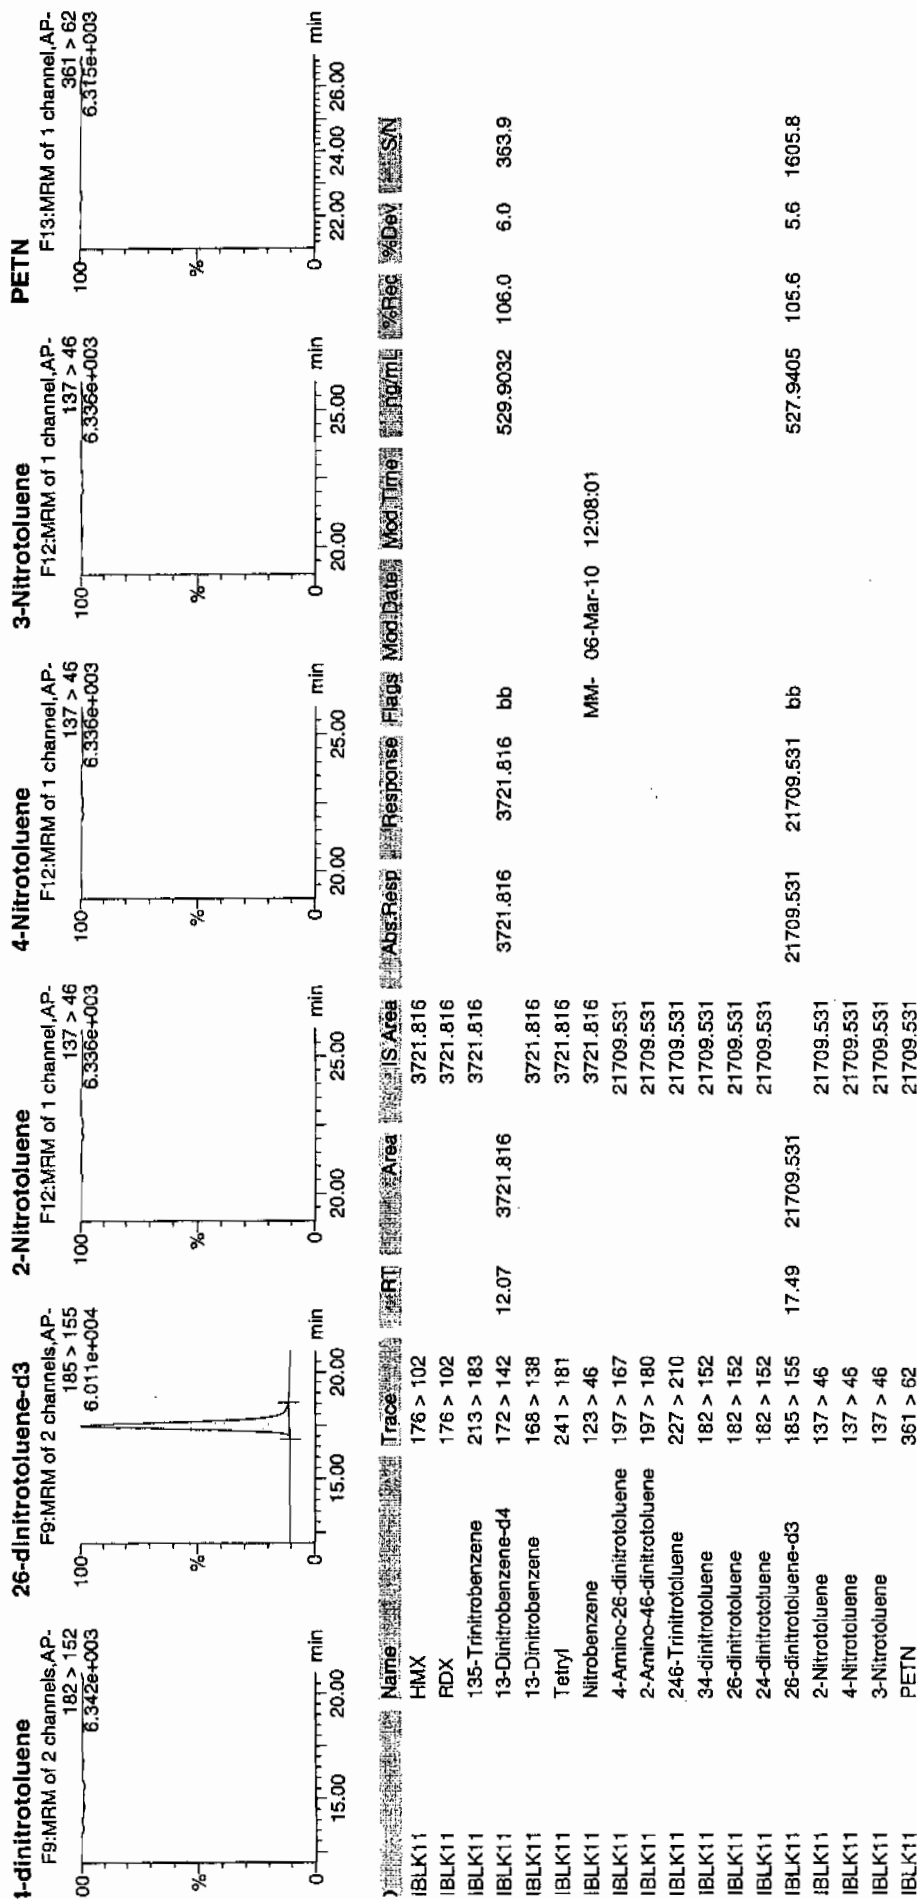 4-dinitrotoluene
F9:MRM of 2 channels,AP-
182 > 152
6.342e+003
00
%
0
15.00 20.00 min
26-dinitrotoluene-d3
F9:MRM of 2 channels,AP-
185 > 155
6.011e+004
100
%
0
15.00 20.00 min
2-Nitrotoluene
F12:MRM of 1 channel,AP-
137 > 46
6.336e+003
100
%
0
20.00 25.00 min
4-Nitrotoluene
F12:MRM of 1 channel,AP-
137 > 46
6.336e+003
100
%
0
20.00 25.00 min
3-Nitrotoluene
F12:MRM of 1 channel,AP-
137 > 46
6.336e+003
100
%
0
20.00 25.00 min
PETN
F13:MRM of 1 channel,AP-
361 > 62
6.315e+003
100
%
0
22.00 24.00 26.00 min
Name Trace RT Area IS Area Abs.Resp Response Flags Mod.Date Mod.Time ng/mL %Rec %Dev S/N
IBLK11 HMX 176 > 102 3721.816
IBLK11 RDX 176 > 102 3721.816
IBLK11 135-Trinitrobenzene 213 > 183 3721.816
IBLK11 13-Dinitrobenzene-d4 172 > 142 12.07 3721.816 3721.816 3721.816 bb 529.9032 106.0 6.0 363.9
IBLK11 13-Dinitrobenzene 168 > 138 3721.816
IBLK11 Tetryl 241 > 181 3721.816
IBLK11 Nitrobenzene 123 > 46 3721.816 MM- 06-Mar-10 12:08:01
IBLK11 4-Amino-26-dinitrotoluene 197 > 167 21709.531
IBLK11 2-Amino-46-dinitrotoluene 197 > 180 21709.531
IBLK11 246-Trinitrotoluene 227 > 210 21709.531
IBLK11 34-dinitrotoluene 182 > 152 21709.531
IBLK11 26-dinitrotoluene 182 > 152 21709.531
IBLK11 24-dinitrotoluene 182 > 152 21709.531
IBLK11 26-dinitrotoluene-d3 185 > 155 17.49 21709.531 21709.531 21709.531 bb 527.9405 105.6 5.6 1605.8
IBLK11 2-Nitrotoluene 137 > 46 21709.531
IBLK11 4-Nitrotoluene 137 > 46 21709.531
IBLK11 3-Nitrotoluene 137 > 46 21709.531
IBLK11 PETN 361 > 62 21709.531